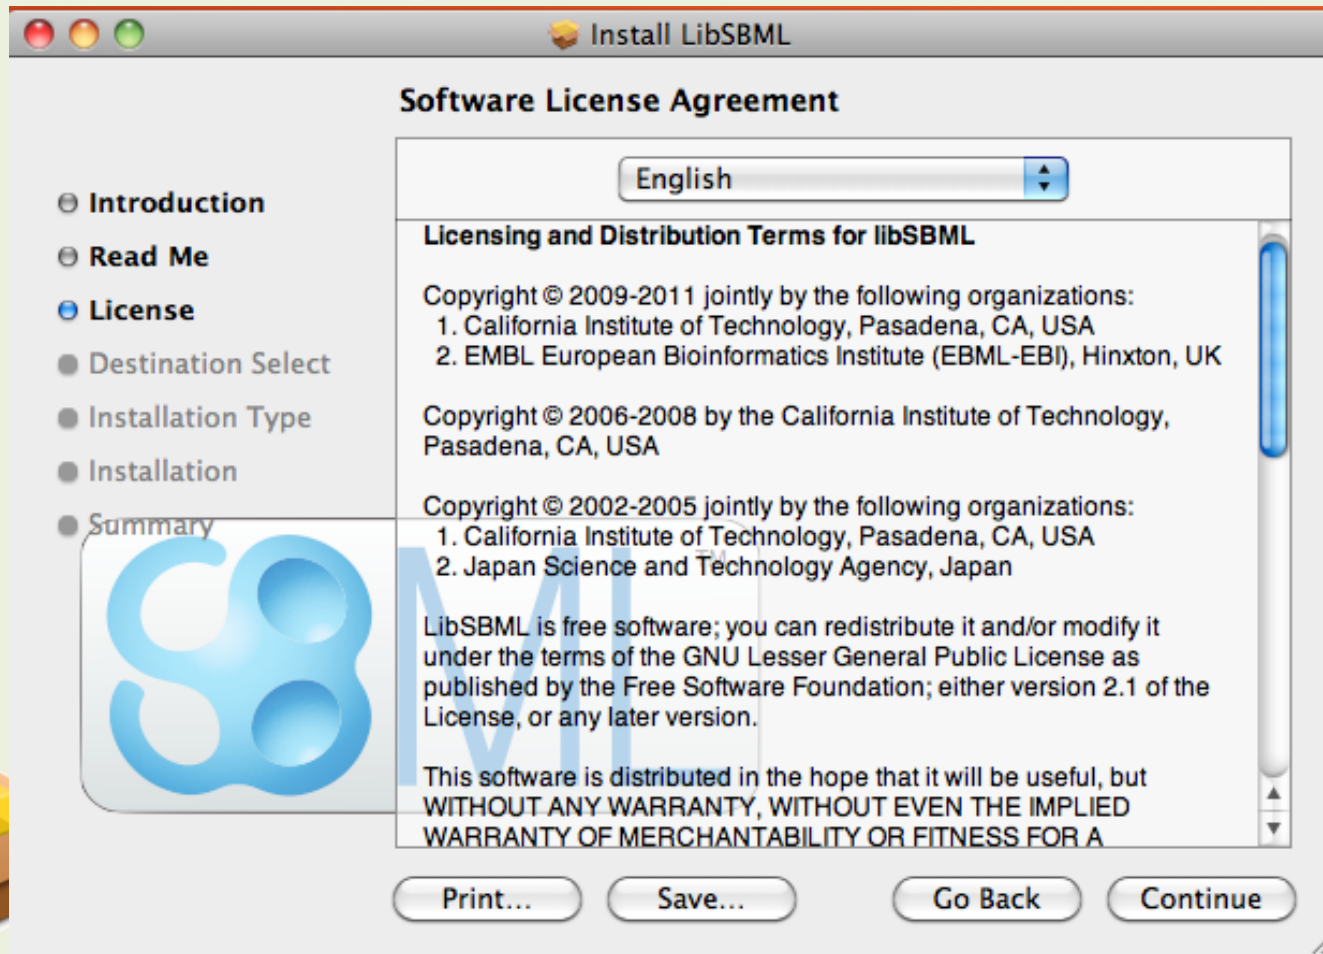 Install LibSBML
Software License Agreement
Introduction
Read Me
License
Destination Select
Installation Type
Installation
Summary
English
Licensing and Distribution Terms for libSBML
Copyright © 2009-2011 jointly by the following organizations:
1. California Institute of Technology, Pasadena, CA, USA
2. EMBL European Bioinformatics Institute (EBML-EBI), Hinxton, UK
Copyright © 2006-2008 by the California Institute of Technology,
Pasadena, CA, USA
Copyright © 2002-2005 jointly by the following organizations:
1. California Institute of Technology, Pasadena, CA, USA
2. Japan Science and Technology Agency, Japan
LibSBML is free software; you can redistribute it and/or modify it
under the terms of the GNU Lesser General Public License as
published by the Free Software Foundation; either version 2.1 of the
License, or any later version.
This software is distributed in the hope that it will be useful, but
WITHOUT ANY WARRANTY, WITHOUT EVEN THE IMPLIED
WARRANTY OF MERCHANTABILITY OR FITNESS FOR A
SBML™
Print... Save... Go Back Continue